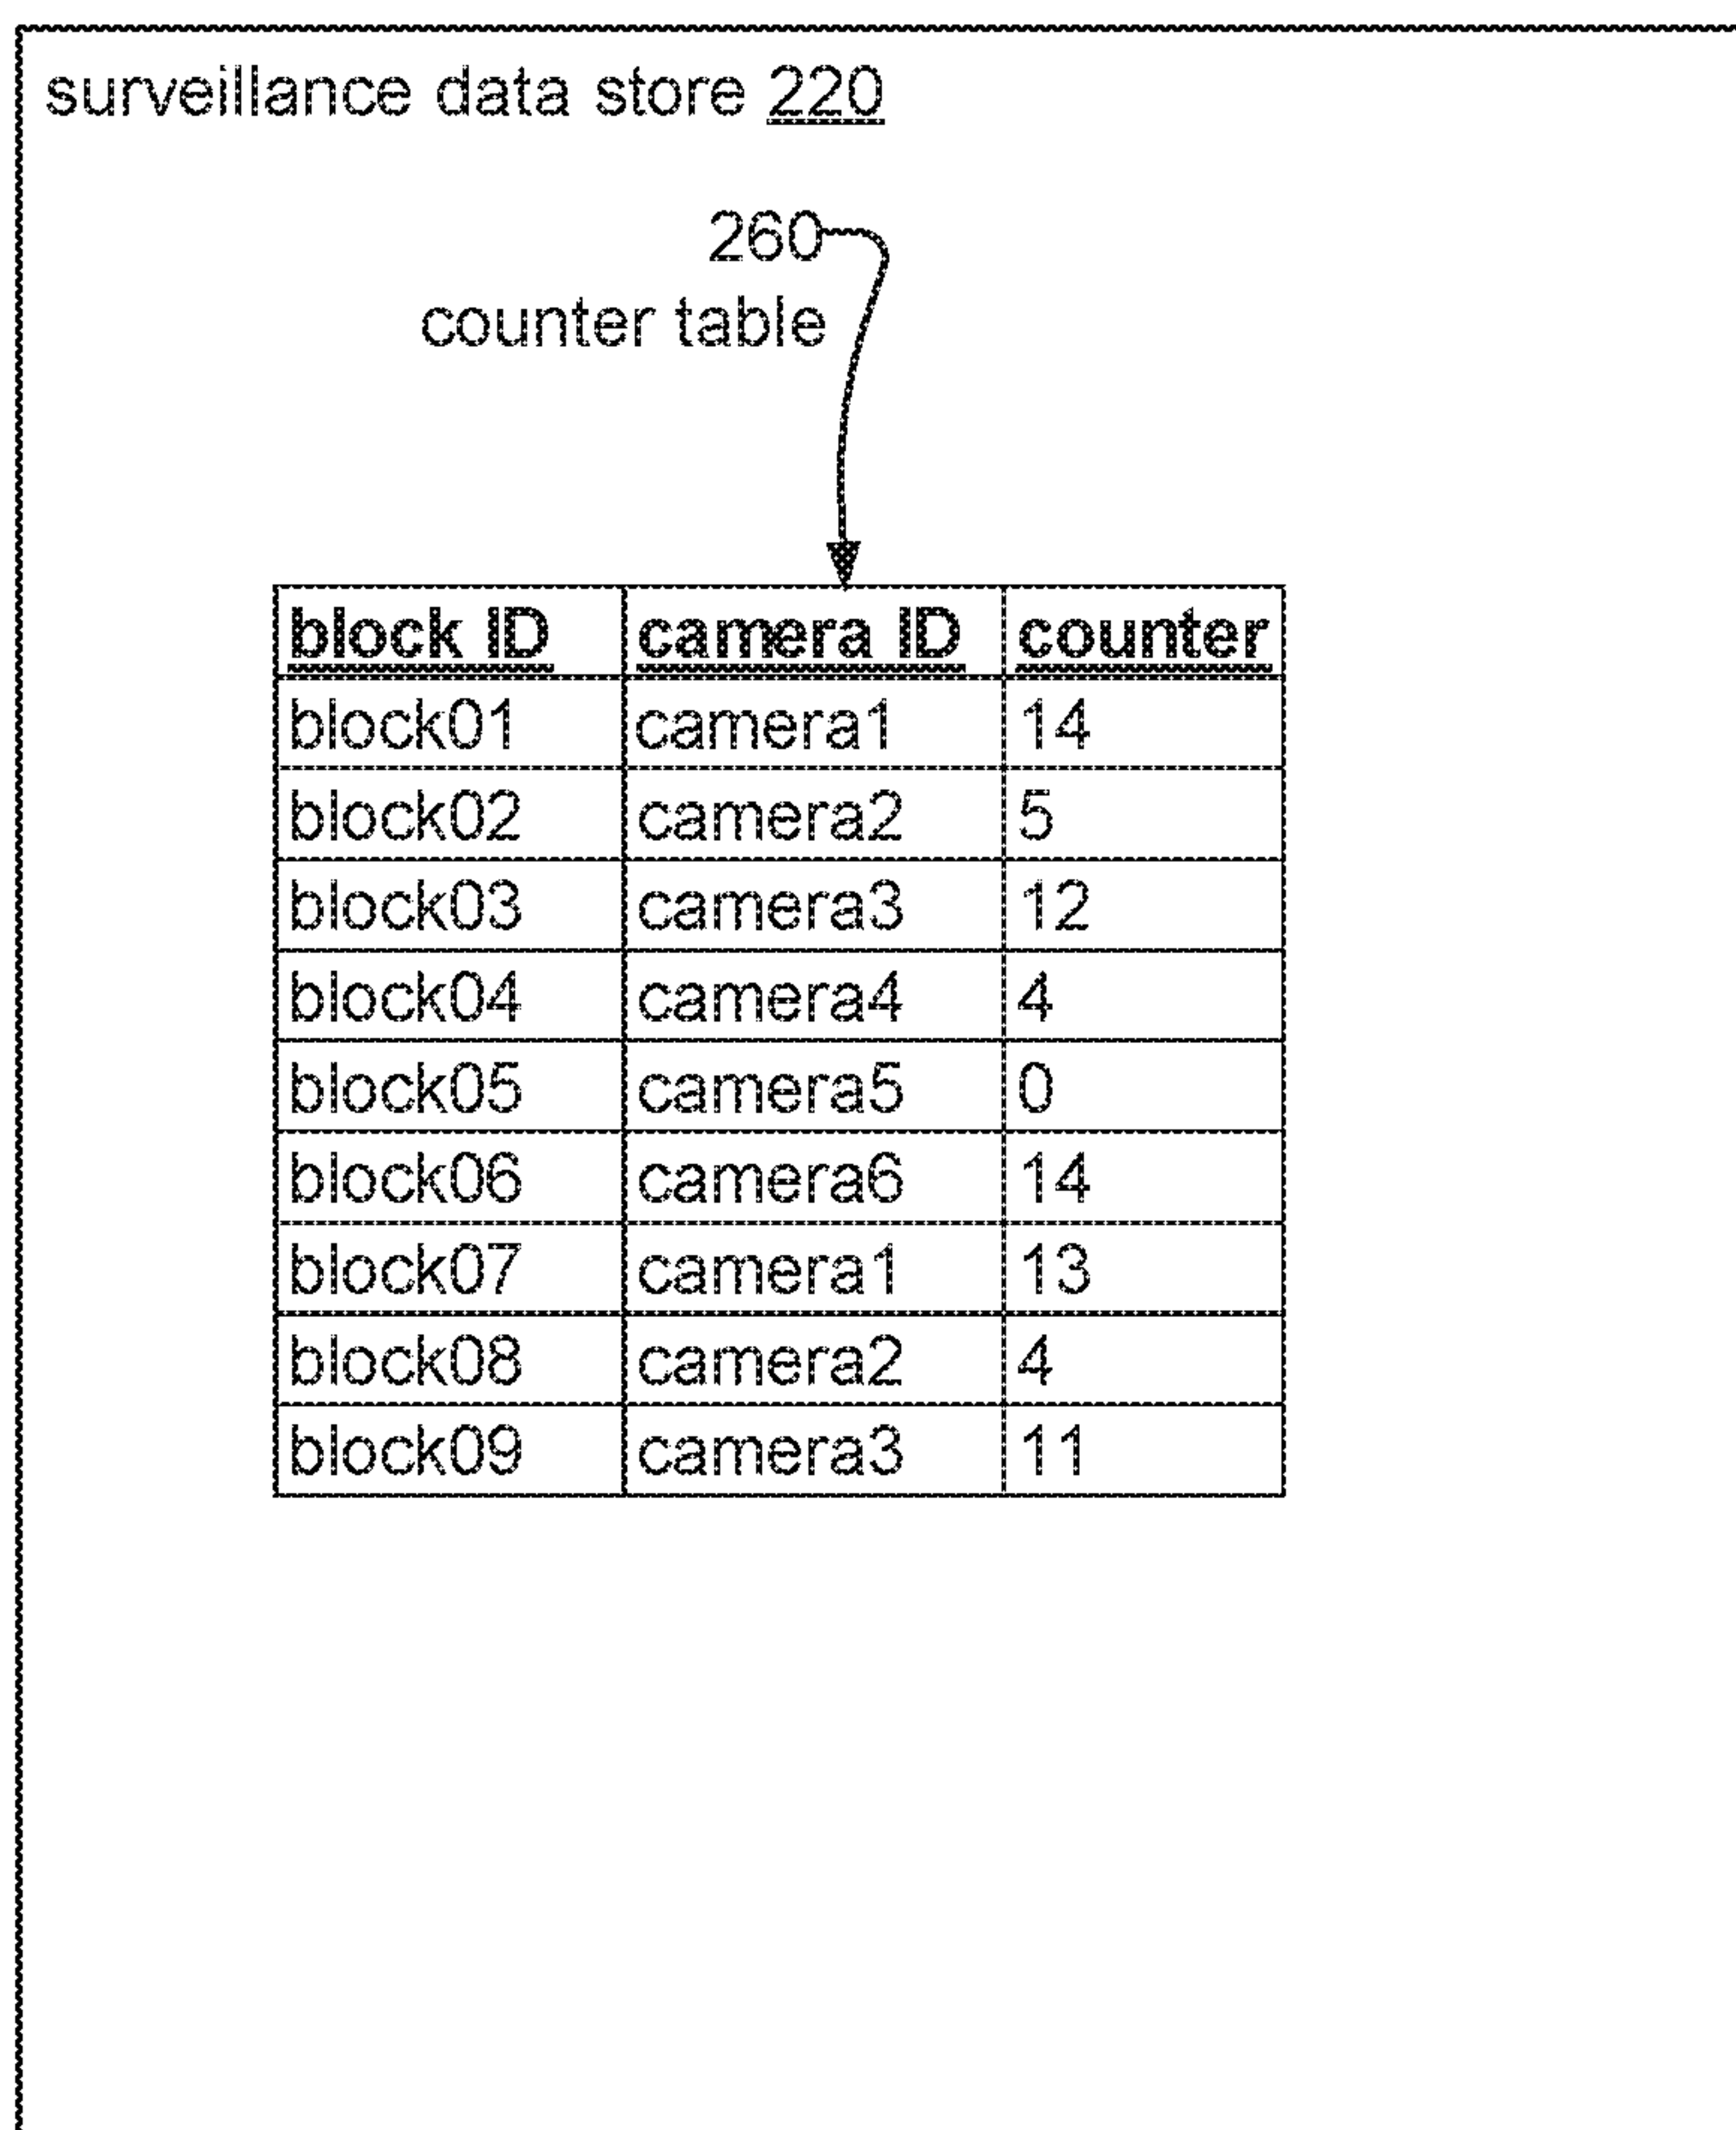 surveillance data store 220
260
counter table
block ID camera ID counter
block01 camera1 14
block02 camera2 5
block03 camera3 12
block04 camera4 4
block05 camera5 0
block06 camera6 14
block07 camera1 13
block08 camera2 4
block09 camera3 11